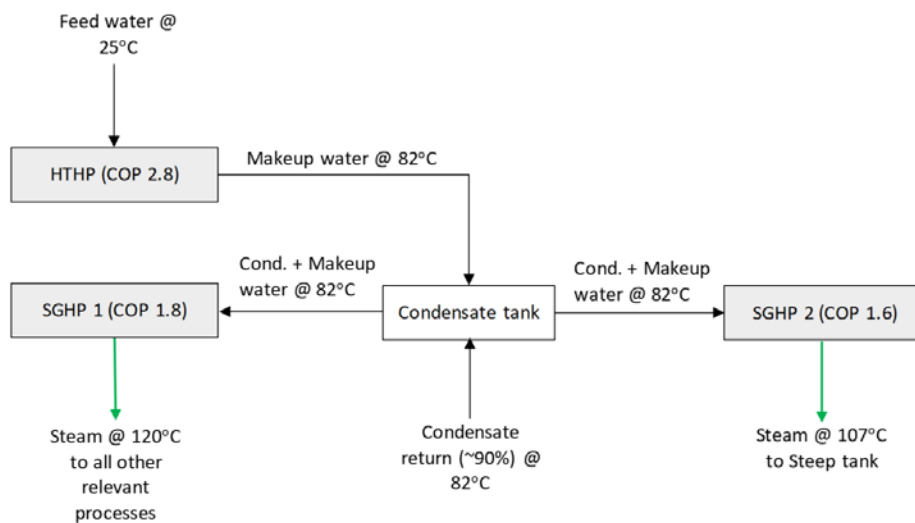 Feed water @
25°C
HTHP (COP 2.8)
Makeup water @ 82°C
Cond. + Makeup
water @ 82°C
Cond. + Makeup
water @ 82°C
SGHP 1 (COP 1.8)
Condensate tank
SGHP 2 (COP 1.6)
Steam @ 120°C
to all other
relevant
processes
Condensate
return (~90%) @
82°C
Steam @ 107°C
to Steep tank